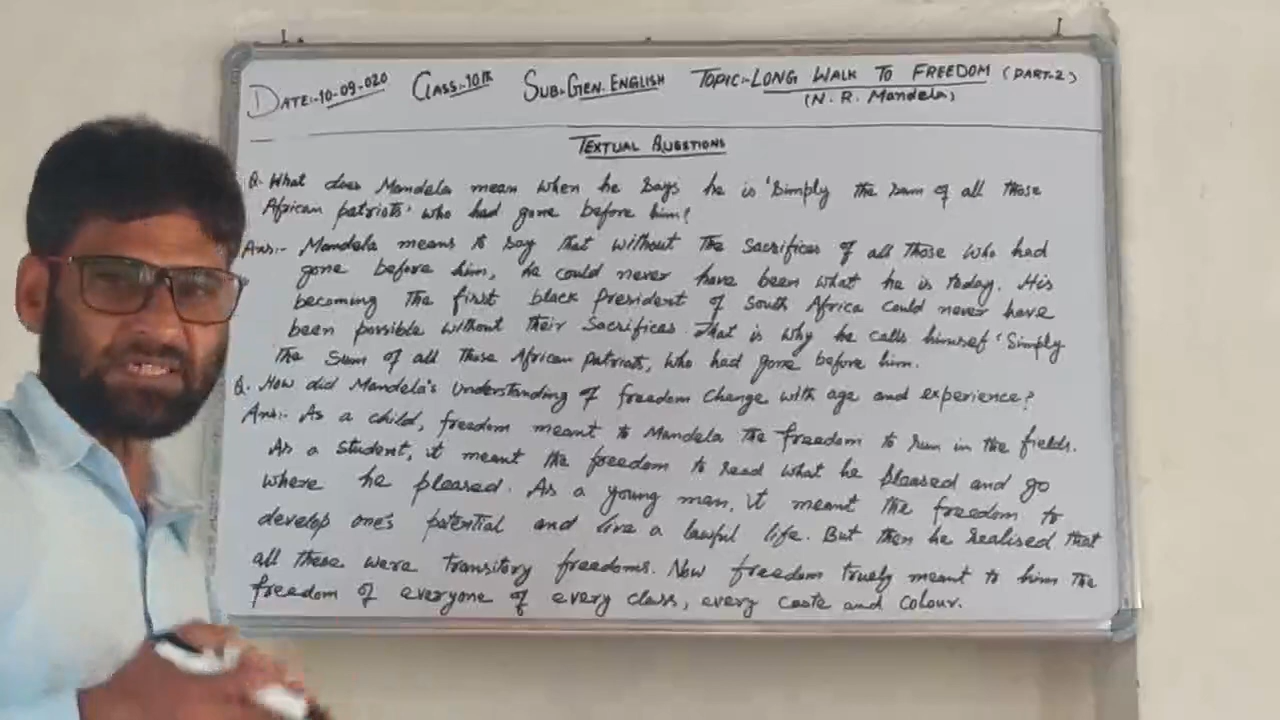 DATE:-10-09-020 CLASS:-10th SUB-GEN. ENGLISH TOPIC:-LONG WALK TO FREEDOM (PART-2)
(N. R. Mandela)
TEXTUAL QUESTIONS
Q. What does Mandela mean when he says he is 'simply the sum of all those
African patriots' who had gone before him?
Ans:- Mandela means to say that without the sacrifices of all those who had
gone before him, he could never have been what he is today. His
becoming the first black President of South Africa could never have
been possible without their sacrifices. That is why he calls himself 'Simply
the sum of all those African patriots, who had gone before him.
Q. How did Mandela's understanding of freedom change with age and experience?
Ans:- As a child, freedom meant to Mandela the freedom to run in the fields.
As a student, it meant the freedom to read what he pleased and go
where he pleased. As a young man, it meant the freedom to
develop one's potential and live a lawful life. But then he realised that
all these were transitory freedoms. Now freedom truely meant to him the
freedom of everyone of every class, every caste and colour.